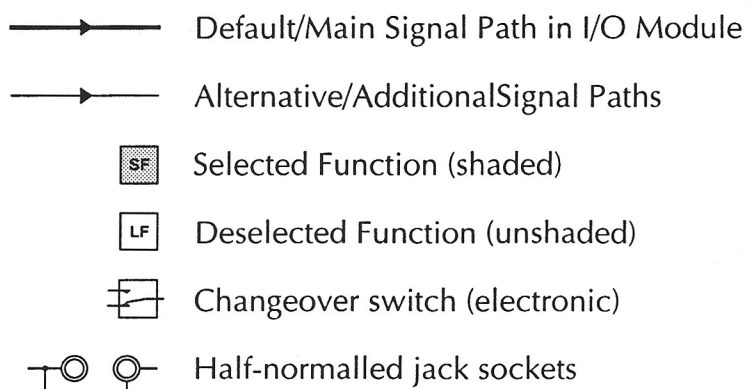 Default/Main Signal Path in I/O Module
Alternative/AdditionalSignal Paths
SF Selected Function (shaded)
LF Deselected Function (unshaded)
Changeover switch (electronic)
Half-normalled jack sockets